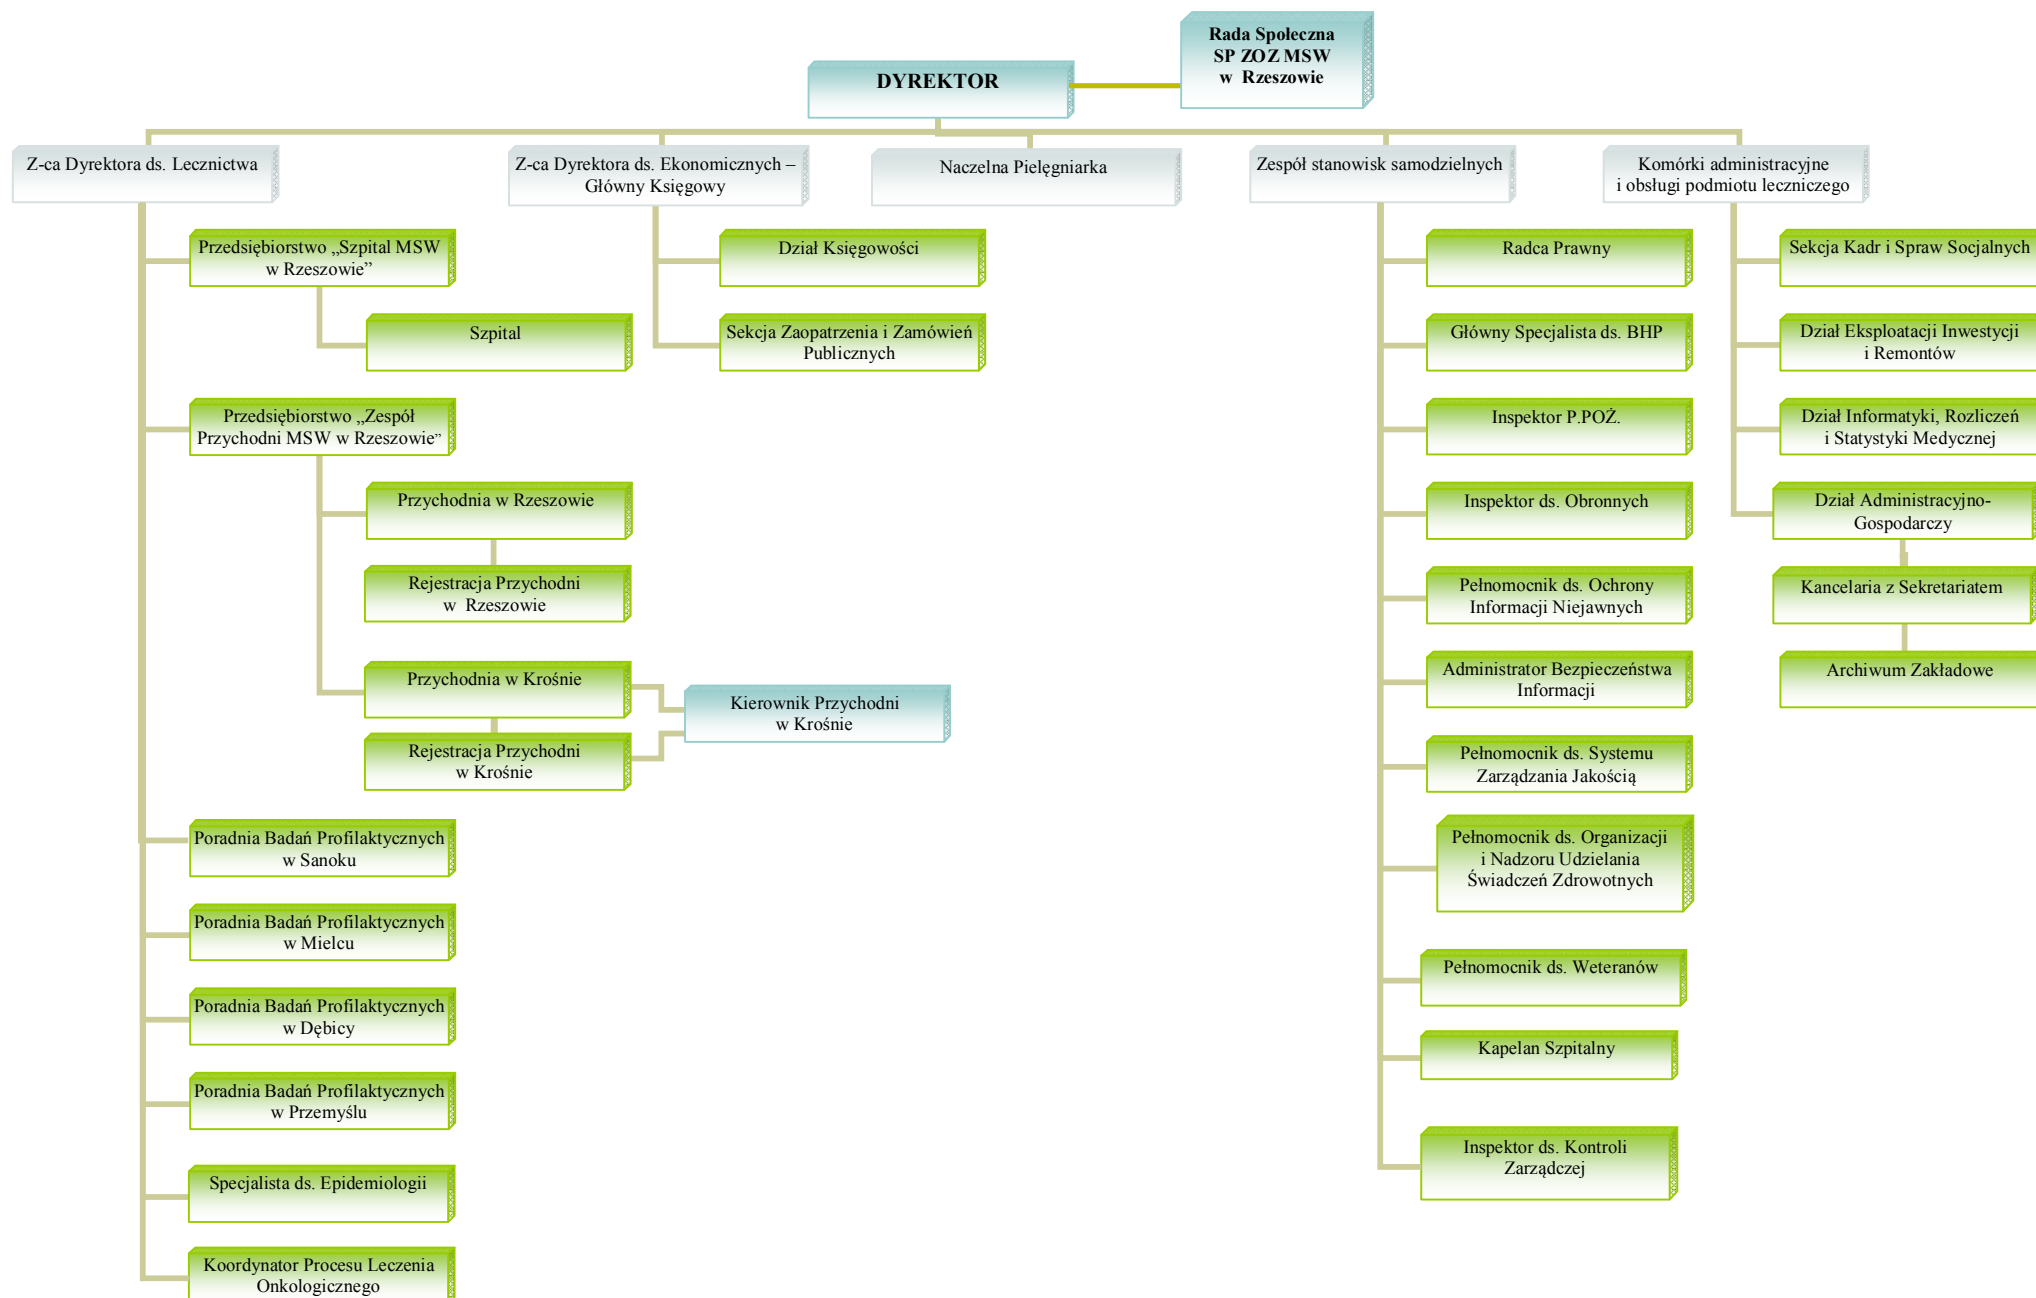 Rada Społeczna
SP ZOZ MSW
w Rzeszowie
DYREKTOR
Z-ca Dyrektora ds. Lecznictwa
Z-ca Dyrektora ds. Ekonomicznych –
Główny Księgowy
Naczelna Pielęgniarka
Zespół stanowisk samodzielnych
Komórki administracyjne
i obsługi podmiotu leczniczego
Przedsiębiorstwo „Szpital MSW
w Rzeszowie”
Szpital
Przedsiębiorstwo „Zespół
Przychodni MSW w Rzeszowie”
Przychodnia w Rzeszowie
Rejestracja Przychodni
w Rzeszowie
Przychodnia w Krośnie
Rejestracja Przychodni
w Krośnie
Kierownik Przychodni
w Krośnie
Poradnia Badań Profilaktycznych
w Sanoku
Poradnia Badań Profilaktycznych
w Mielcu
Poradnia Badań Profilaktycznych
w Dębicy
Poradnia Badań Profilaktycznych
w Przemyślu
Specjalista ds. Epidemiologii
Koordynator Procesu Leczenia
Onkologicznego
Dział Księgowości
Sekcja Zaopatrzenia i Zamówień
Publicznych
Radca Prawny
Główny Specjalista ds. BHP
Inspektor P.POŻ.
Inspektor ds. Obronnych
Pełnomocnik ds. Ochrony
Informacji Niejawnych
Administrator Bezpieczeństwa
Informacji
Pełnomocnik ds. Systemu
Zarządzania Jakością
Pełnomocnik ds. Organizacji
i Nadzoru Udzielania
Świadczeń Zdrowotnych
Pełnomocnik ds. Weteranów
Kapelan Szpitalny
Inspektor ds. Kontroli
Zarządczej
Sekcja Kadr i Spraw Socjalnych
Dział Eksploatacji Inwestycji
i Remontów
Dział Informatyki, Rozliczeń
i Statystyki Medycznej
Dział Administracyjno-
Gospodarczy
Kancelaria z Sekretariatem
Archiwum Zakładowe